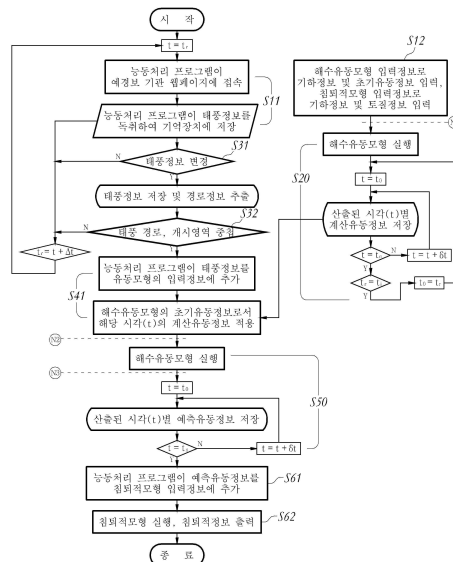 시 작
t = tᵣ
능동처리 프로그램이
예경보 기관 웹페이지에 접속
S11
능동처리 프로그램이 태풍정보를
독취하여 기억장치에 저장
S31
N
태풍정보 변경
Y
태풍정보 저장 및 경로정보 추출
S32
N
태풍 경로, 개시영역 중첩
Y
tᵣ= t + Δt
능동처리 프로그램이 태풍정보를
유동모형의 입력정보에 추가
S41
해수유동모형의 초기유동정보로서
해당 시각(t)의 계산유동정보 적용
N2
해수유동모형 실행
N3
t = t₀
S50
산출된 시각(t)별 예측유동정보 저장
N
t = t + δt
Y
능동처리 프로그램이 예측유동정보를
침퇴적모형 입력정보에 추가
S61
침퇴적모형 실행, 침퇴적정보 출력
S62
종 료
S12
해수유동모형 입력정보로
기하정보 및 초기유동정보 입력,
침퇴적모형 입력정보로
기하정보 및 토질정보 입력
해수유동모형 실행
S20
t = t₀
산출된 시각(t)별
계산유동정보 저장
N
t = t + δt
Y
Y
t₀ = tᵣ